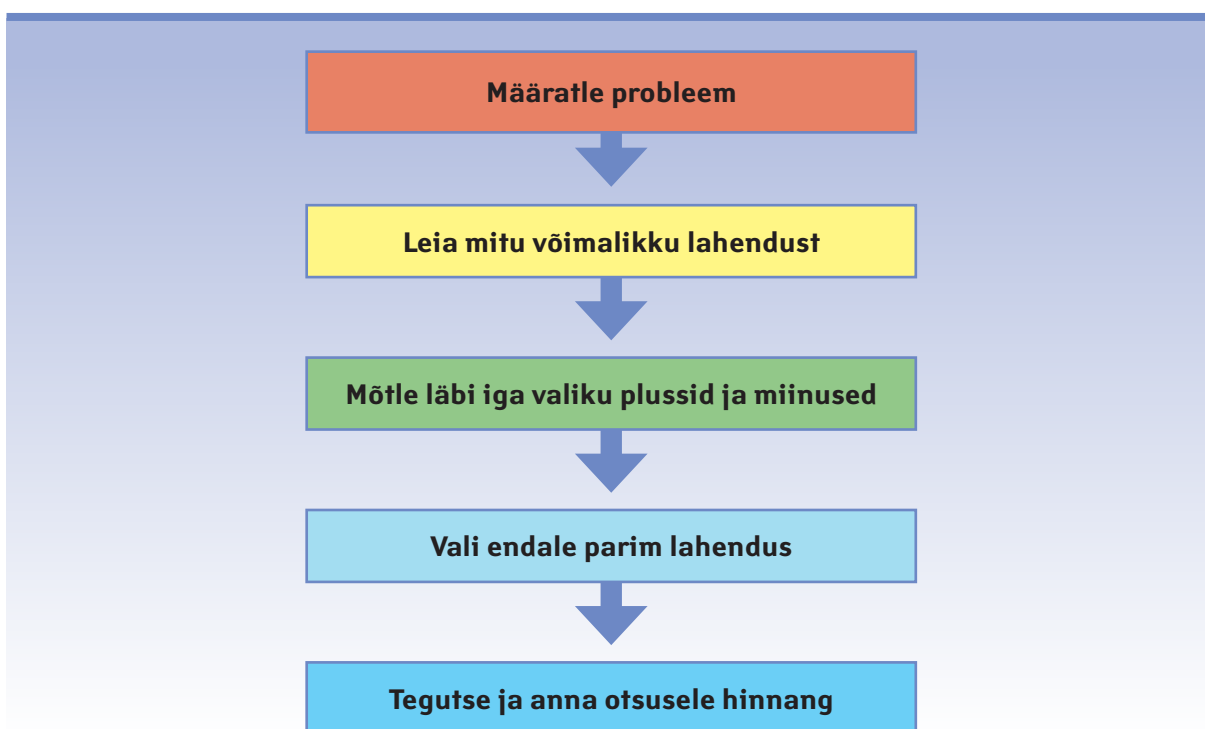 Määratle probleem
Leia mitu võimalikku lahendust
Mõtle läbi iga valiku plussid ja miinused
Vali endale parim lahendus
Tegutse ja anna otsusele hinnang